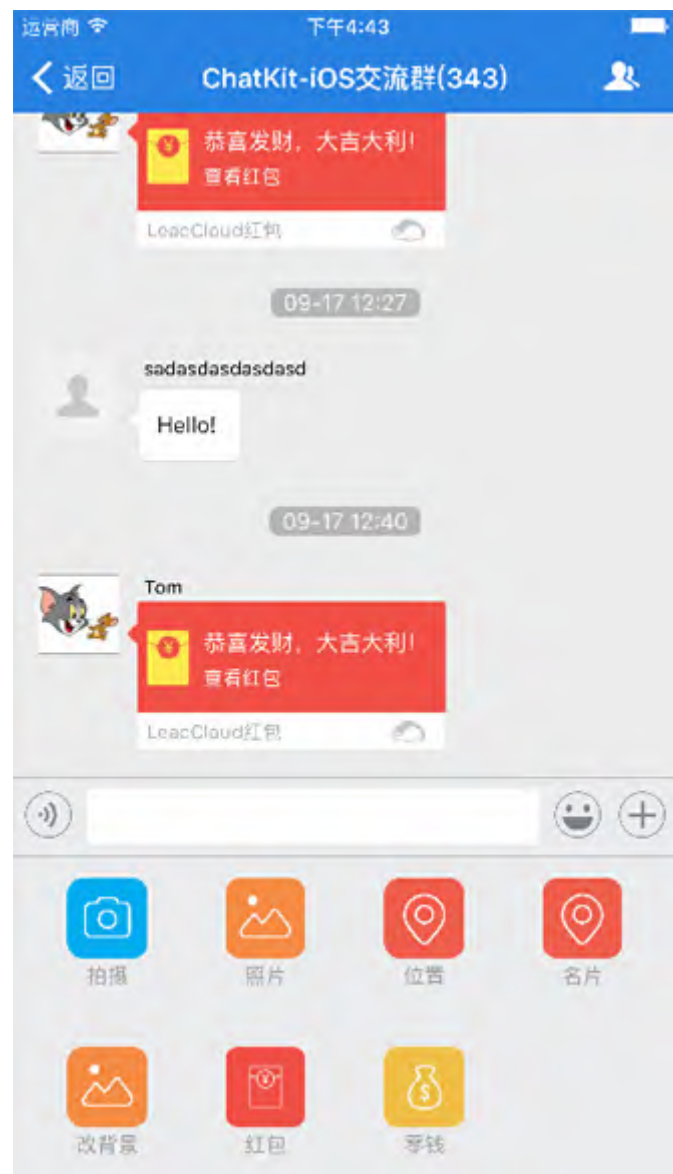 运营商 下午4:43
返回 ChatKit-iOS交流群(343)
恭喜发财，大吉大利!
查看红包
LeacCloud红包
09-17 12:27
sadasdasdasdasd
Hello!
09-17 12:40
Tom
恭喜发财，大吉大利!
查看红包
LeacCloud红包
拍摄 照片 位置 名片
改背景 红包 零钱